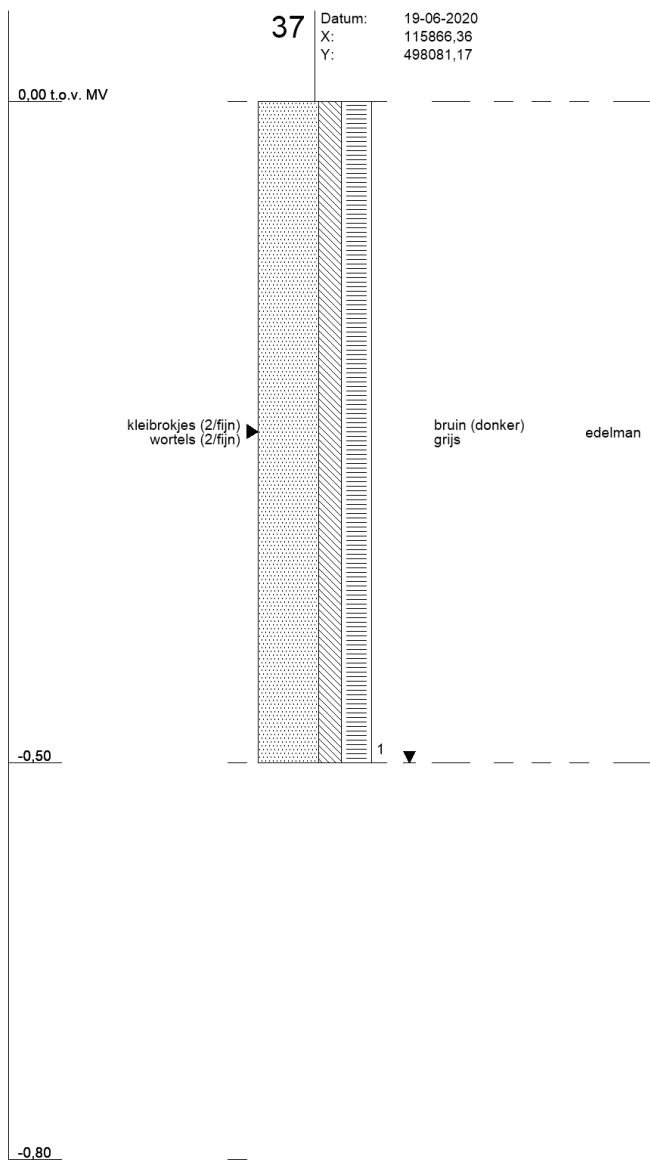 37
Datum: 19-06-2020
X: 115866,36
Y: 498081,17
0,00 t.o.v. MV
kleibrokjes (2/fijn)
wortels (2/fijn)
bruin (donker)
grijs
edelman
1
-0,50
-0,80